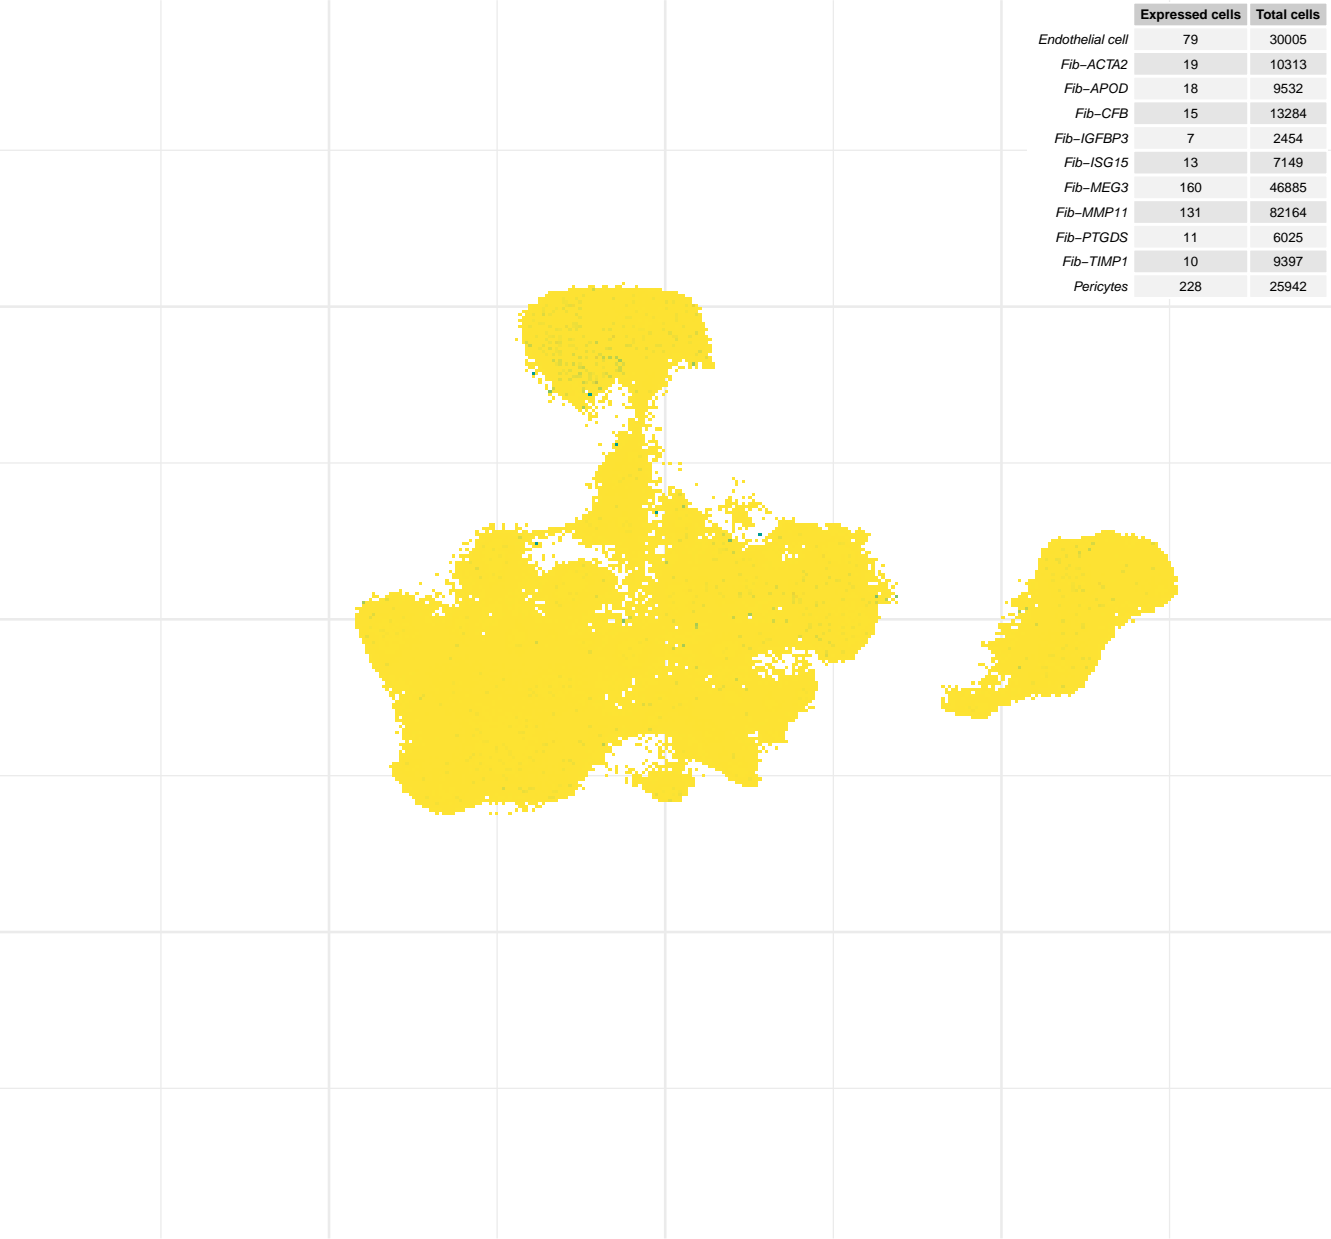 Expressed cells Total cells
Endothelial cell 79 30005
Fib−ACTA2 19 10313
Fib−APOD 18 9532
Fib−CFB 15 13284
Fib−IGFBP3 7 2454
Fib−ISG15 13 7149
Fib−MEG3 160 46885
Fib−MMP11 131 82164
Fib−PTGDS 11 6025
Fib−TIMP1 10 9397
Pericytes 228 25942